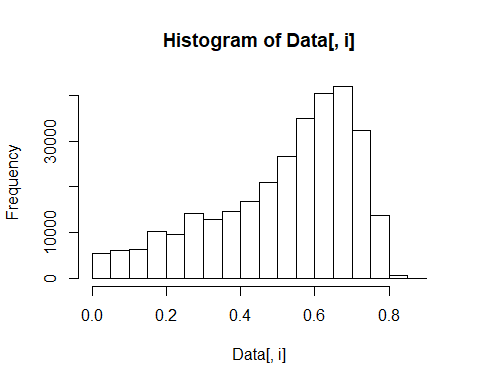 Histogram of Data[, i]
Frequency
30000
10000
0
0.0 0.2 0.4 0.6 0.8
Data[, i]